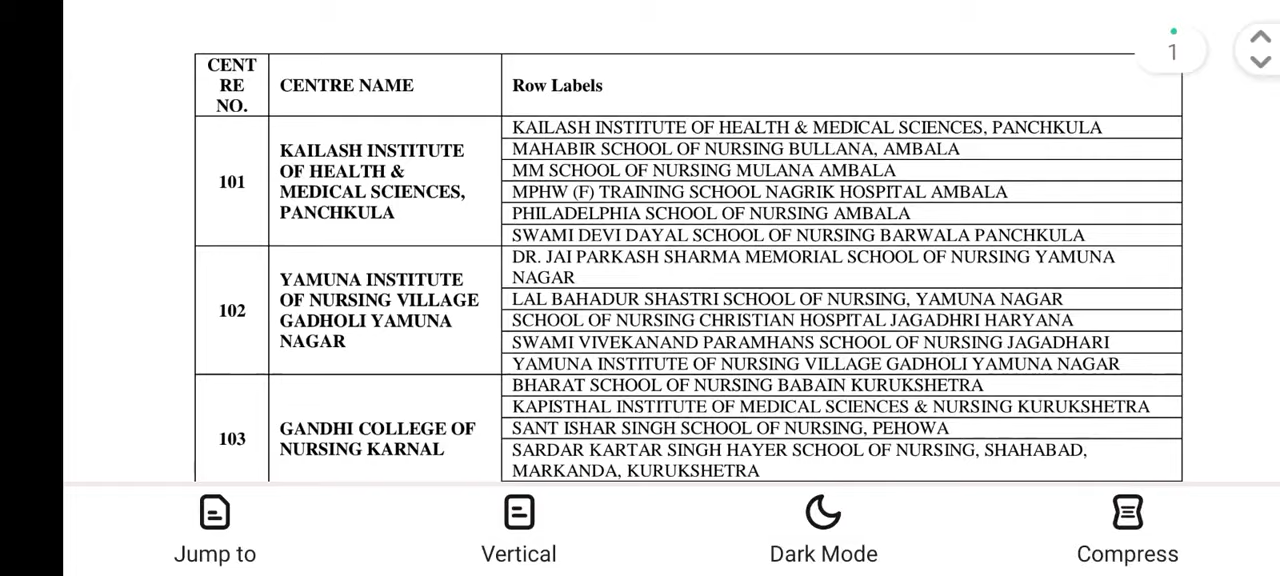 1
CENT
RE
NO.
CENTRE NAME
Row Labels
101
KAILASH INSTITUTE
OF HEALTH &
MEDICAL SCIENCES,
PANCHKULA
KAILASH INSTITUTE OF HEALTH & MEDICAL SCIENCES, PANCHKULA
MAHABIR SCHOOL OF NURSING BULLANA, AMBALA
MM SCHOOL OF NURSING MULANA AMBALA
MPHW (F) TRAINING SCHOOL NAGRIK HOSPITAL AMBALA
PHILADELPHIA SCHOOL OF NURSING AMBALA
SWAMI DEVI DAYAL SCHOOL OF NURSING BARWALA PANCHKULA
102
YAMUNA INSTITUTE
OF NURSING VILLAGE
GADHOLI YAMUNA
NAGAR
DR. JAI PARKASH SHARMA MEMORIAL SCHOOL OF NURSING YAMUNA
NAGAR
LAL BAHADUR SHASTRI SCHOOL OF NURSING, YAMUNA NAGAR
SCHOOL OF NURSING CHRISTIAN HOSPITAL JAGADHRI HARYANA
SWAMI VIVEKANAND PARAMHANS SCHOOL OF NURSING JAGADHARI
YAMUNA INSTITUTE OF NURSING VILLAGE GADHOLI YAMUNA NAGAR
103
GANDHI COLLEGE OF
NURSING KARNAL
BHARAT SCHOOL OF NURSING BABAIN KURUKSHETRA
KAPISTHAL INSTITUTE OF MEDICAL SCIENCES & NURSING KURUKSHETRA
SANT ISHAR SINGH SCHOOL OF NURSING, PEHOWA
SARDAR KARTAR SINGH HAYER SCHOOL OF NURSING, SHAHABAD,
MARKANDA, KURUKSHETRA
Jump to
Vertical
Dark Mode
Compress